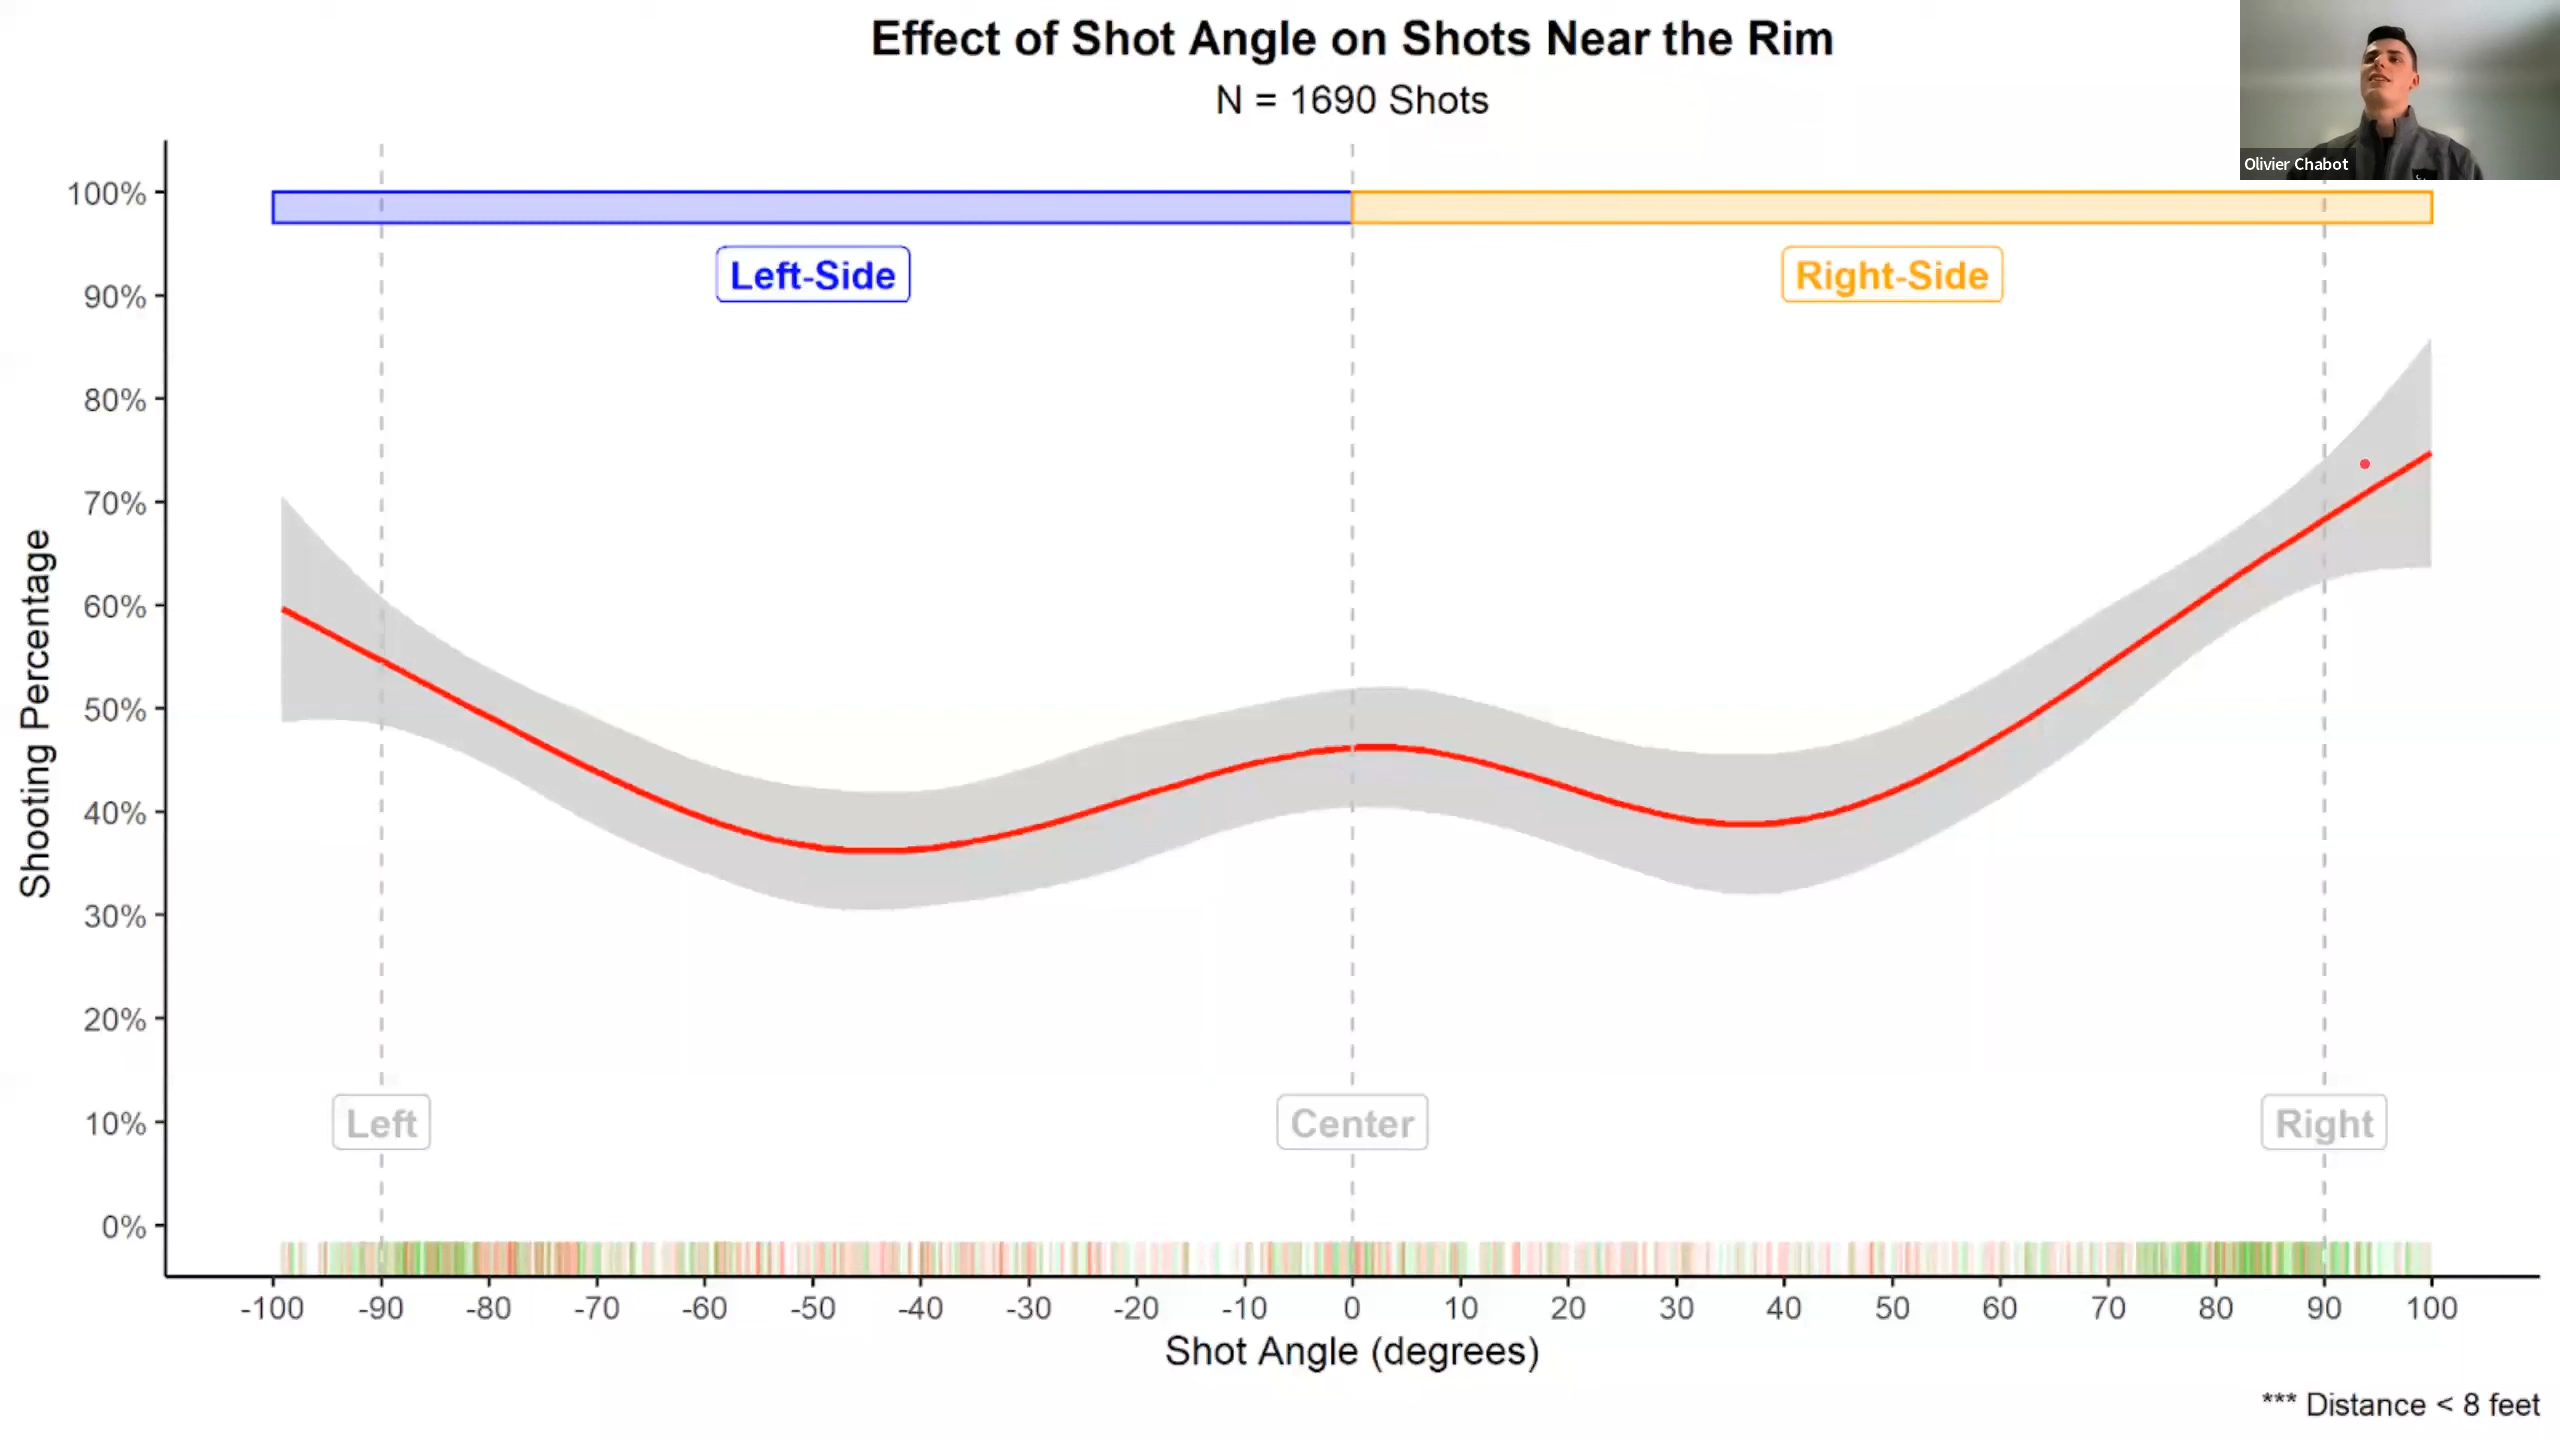 Effect of Shot Angle on Shots Near the Rim
N = 1690 Shots
Olivier Chabot
Left-Side
Right-Side
Shooting Percentage
100%
90%
80%
70%
60%
50%
40%
30%
20%
10%
0%
Left
Center
Right
-100 -90 -80 -70 -60 -50 -40 -30 -20 -10 0 10 20 30 40 50 60 70 80 90 100
Shot Angle (degrees)
*** Distance < 8 feet